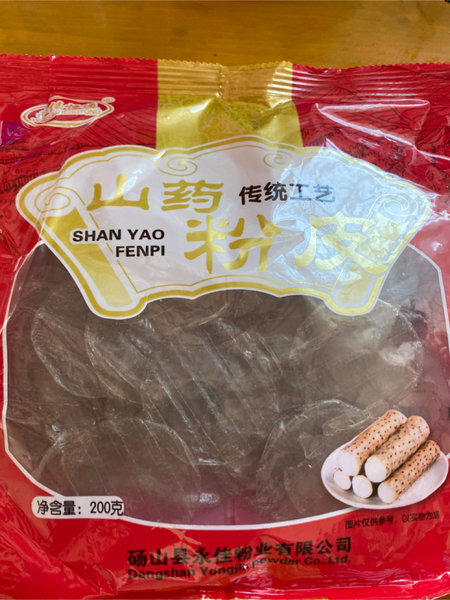 山药
传统工艺
SHAN YAO
FENPI
粉皮
净含量：200克
图片仅供参考，以实物为准
砀山县永佳粉业有限公司
Dangshan Yongjia powder Co. Ltd.